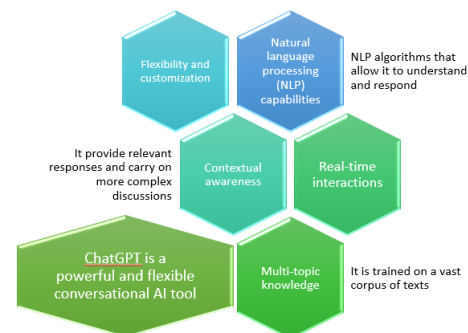 Flexibility and
customization
Natural
language
processing
(NLP)
capabilities
NLP algorithms that
allow it to understand
and respond
It provide relevant
responses and carry on
more complex
discussions
Contextual
awareness
Real-time
interactions
ChatGPT is a
powerful and flexible
conversational AI tool
Multi-topic
knowledge
It is trained on a vast
corpus of texts